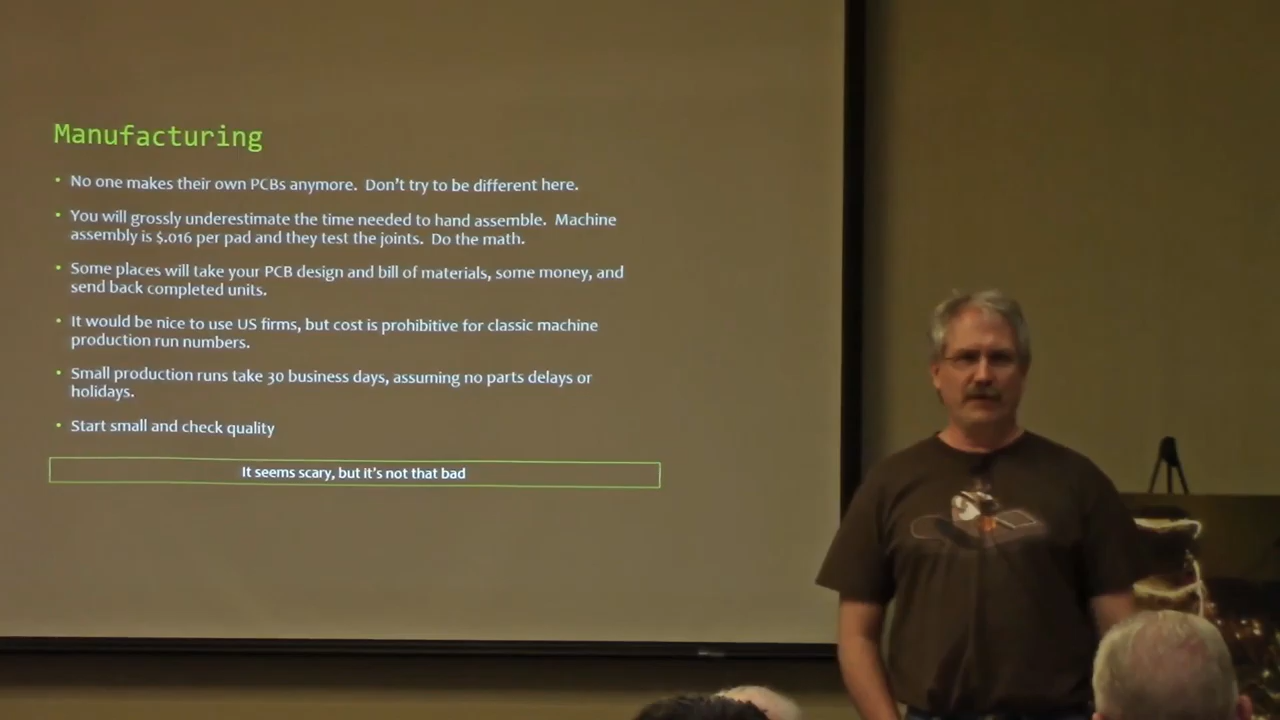 Manufacturing
• No one makes their own PCBs anymore.  Don't try to be different here.
• You will grossly underestimate the time needed to hand assemble.  Machine
assembly is $.016 per pad and they test the joints.  Do the math.
• Some places will take your PCB design and bill of materials, some money, and
send back completed units.
• It would be nice to use US firms, but cost is prohibitive for classic machine
production run numbers.
• Small production runs take 30 business days, assuming no parts delays or
holidays.
• Start small and check quality
It seems scary, but it's not that bad